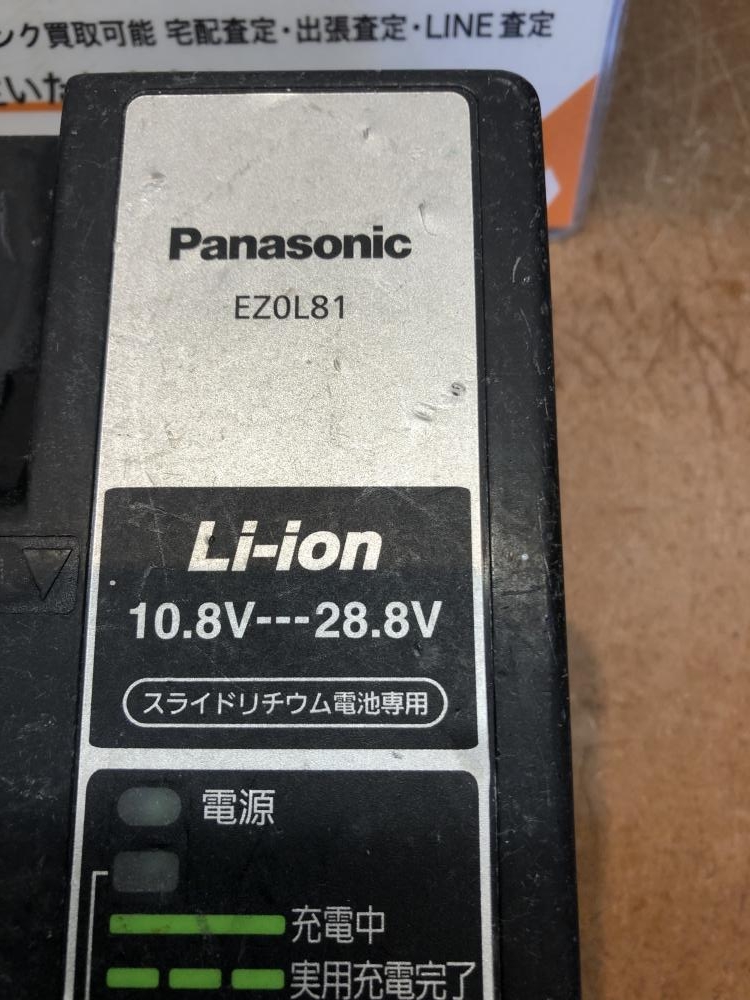 ンク買取可能 宅配査定・出張査定・LINE査定
Panasonic
EZ0L81
Li-ion
10.8V---28.8V
スライドリチウム電池専用
電源
充電中
実用充電完了